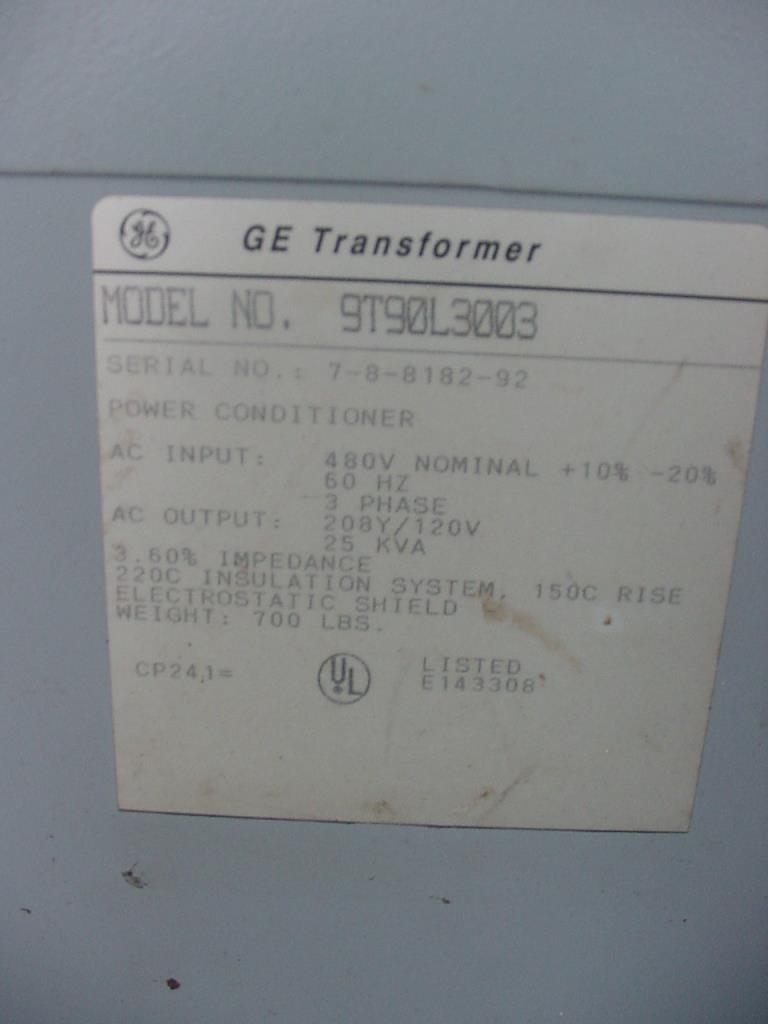 GE
GE Transformer
MODEL NO. 9T90L3003
SERIAL NO.: 7-8-8182-92
POWER CONDITIONER
AC INPUT: 480V NOMINAL +10% -20%
60 HZ
3 PHASE
AC OUTPUT: 208Y/120V
25 KVA
3.60% IMPEDANCE
220C INSULATION SYSTEM, 150C RISE
ELECTROSTATIC SHIELD
WEIGHT: 700 LBS.
CP24,1=
UL LISTED
E143308